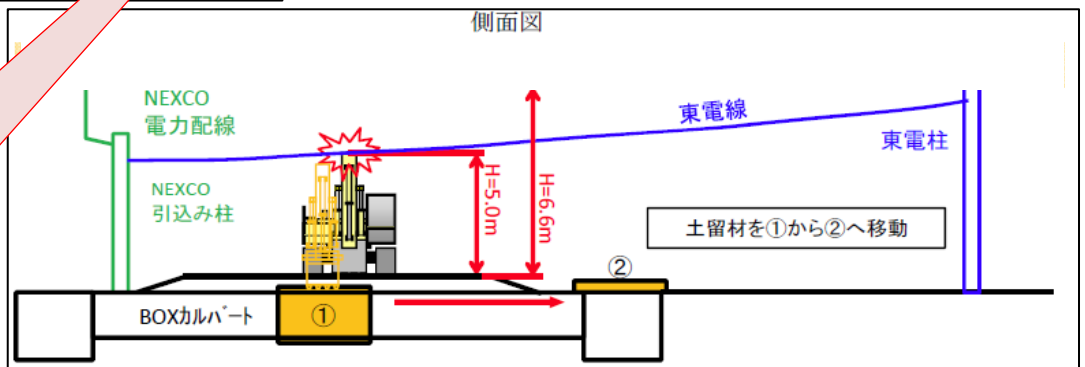 側面図
NEXCO
電力配線
東電線
東電柱
NEXCO
引込み柱
H=5.0m
H=6.6m
土留材を①から②へ移動
②
BOXカルバート
①